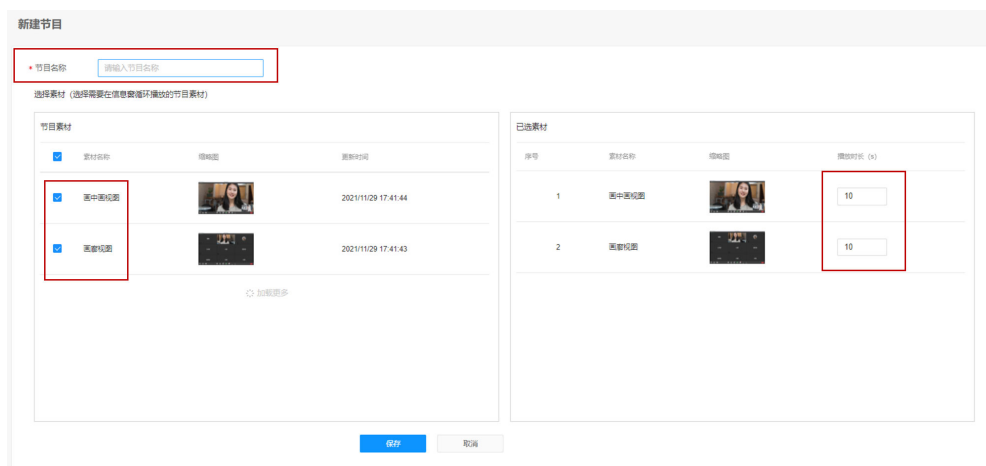 新建节目
* 节目名称 请输入节目名称
选择素材（选择需要在信息窗循环播放的节目素材）
节目素材
素材名称 缩略图 更新时间
画中画视图 2021/11/29 17:41:44
画廊视图 2021/11/29 17:41:43
加载更多
已选素材
序号 素材名称 缩略图 播放时长（s）
1 画中画视图 10
2 画廊视图 10
保存 取消